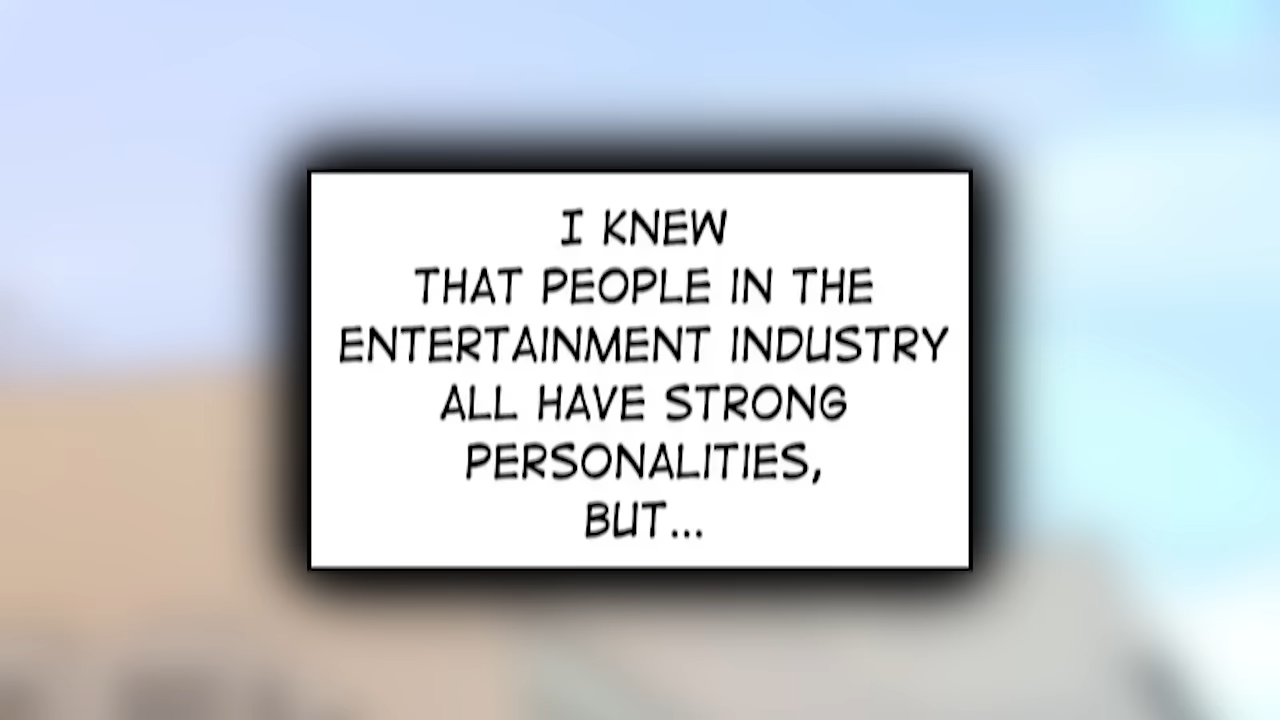 I KNEW
THAT PEOPLE IN THE
ENTERTAINMENT INDUSTRY
ALL HAVE STRONG
PERSONALITIES,
BUT...